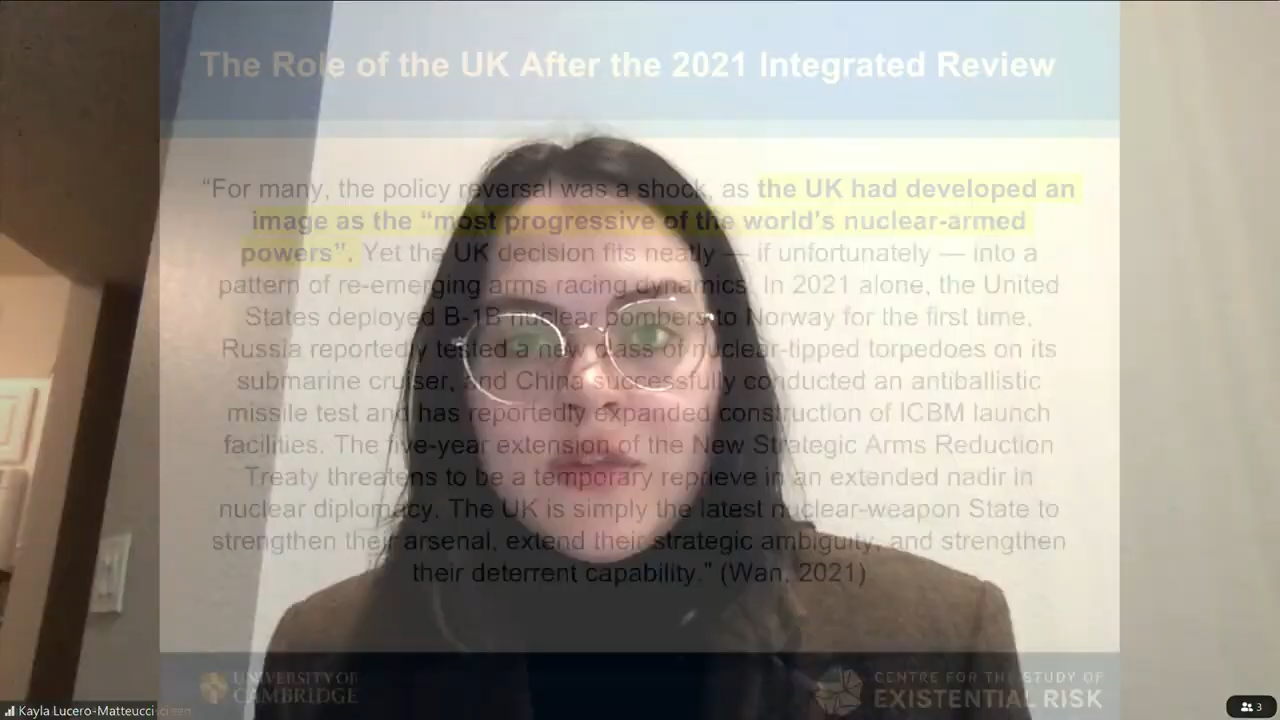 The Role of the UK After the 2021 Integrated Review
“For many, the policy reversal was a shock, as the UK had developed an
image as the “most progressive of the world's nuclear-armed
powers”. Yet the UK decision fits neatly — if unfortunately — into a
pattern of re-emerging arms racing dynamics. In 2021 alone, the United
States deployed B-1B nuclear bombers to Norway for the first time,
Russia reportedly tested a new class of nuclear-tipped torpedoes on its
submarine cruiser, and China successfully conducted an antiballistic
missile test and has reportedly expanded construction of ICBM launch
facilities. The five-year extension of the New Strategic Arms Reduction
Treaty threatens to be a temporary reprieve in an extended nadir in
nuclear diplomacy. The UK is simply the latest nuclear-weapon State to
strengthen their arsenal, extend their strategic ambiguity, and strengthen
their deterrent capability.” (Wan, 2021)
UNIVERSITY OF
CAMBRIDGE
CENTRE FOR THE STUDY OF
EXISTENTIAL RISK
Kayla Lucero-Matteucci
3